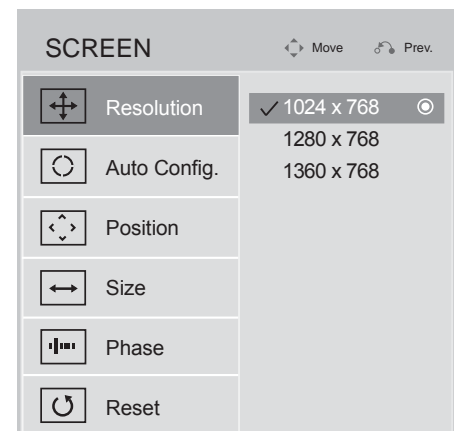 SCREEN
Move
Prev.
Resolution
Auto Config.
Position
Size
Phase
Reset
1024 x 768
1280 x 768
1360 x 768